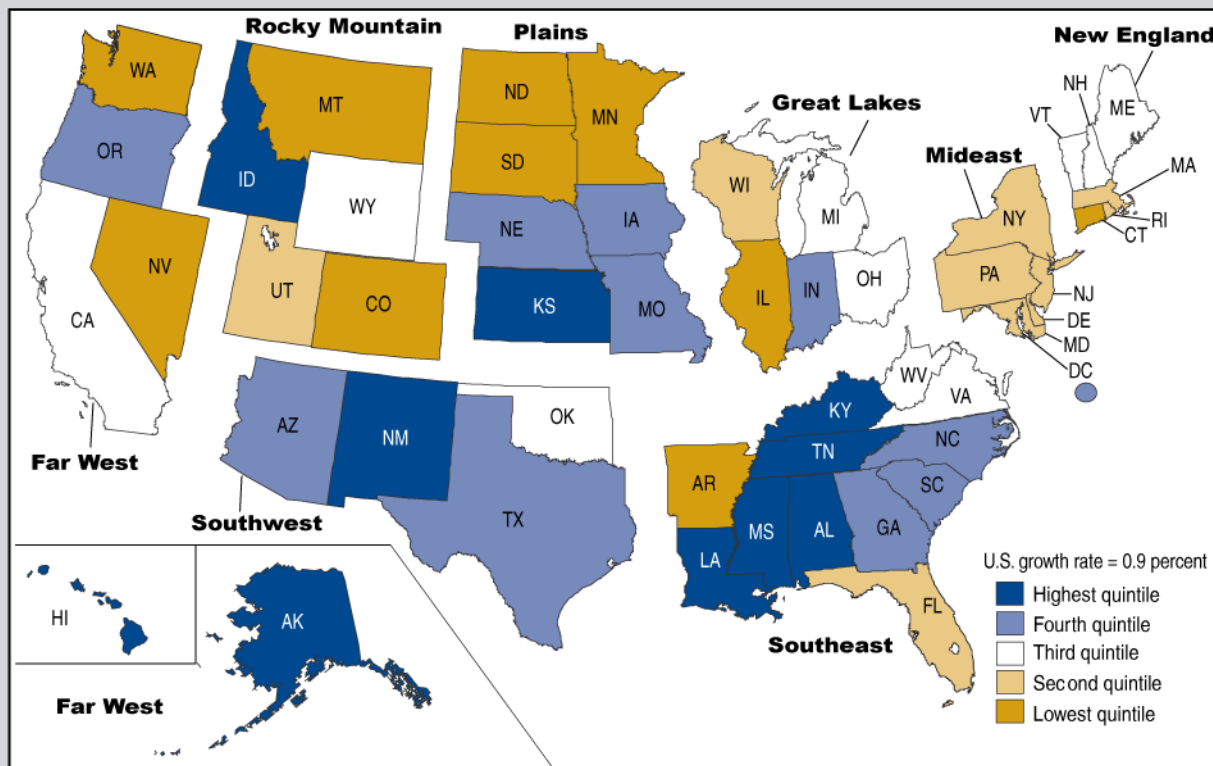 Rocky Mountain
Plains
New England
WA
MT
ND
MN
NH
ME
Great Lakes
VT
OR
Mideast
MA
ID
SD
WI
WY
MI
NY
RI
NE
IA
CT
NV
UT
CO
IL
IN
OH
PA
NJ
CA
KS
MO
DE
MD
DC
WV
VA
KY
AZ
NM
OK
NC
TN
Far West
AR
SC
Southwest
TX
MS
AL
GA
LA
U.S. growth rate = 0.9 percent
Highest quintile
HI
AK
FL
Fourth quintile
Southeast
Third quintile
Second quintile
Far West
Lowest quintile